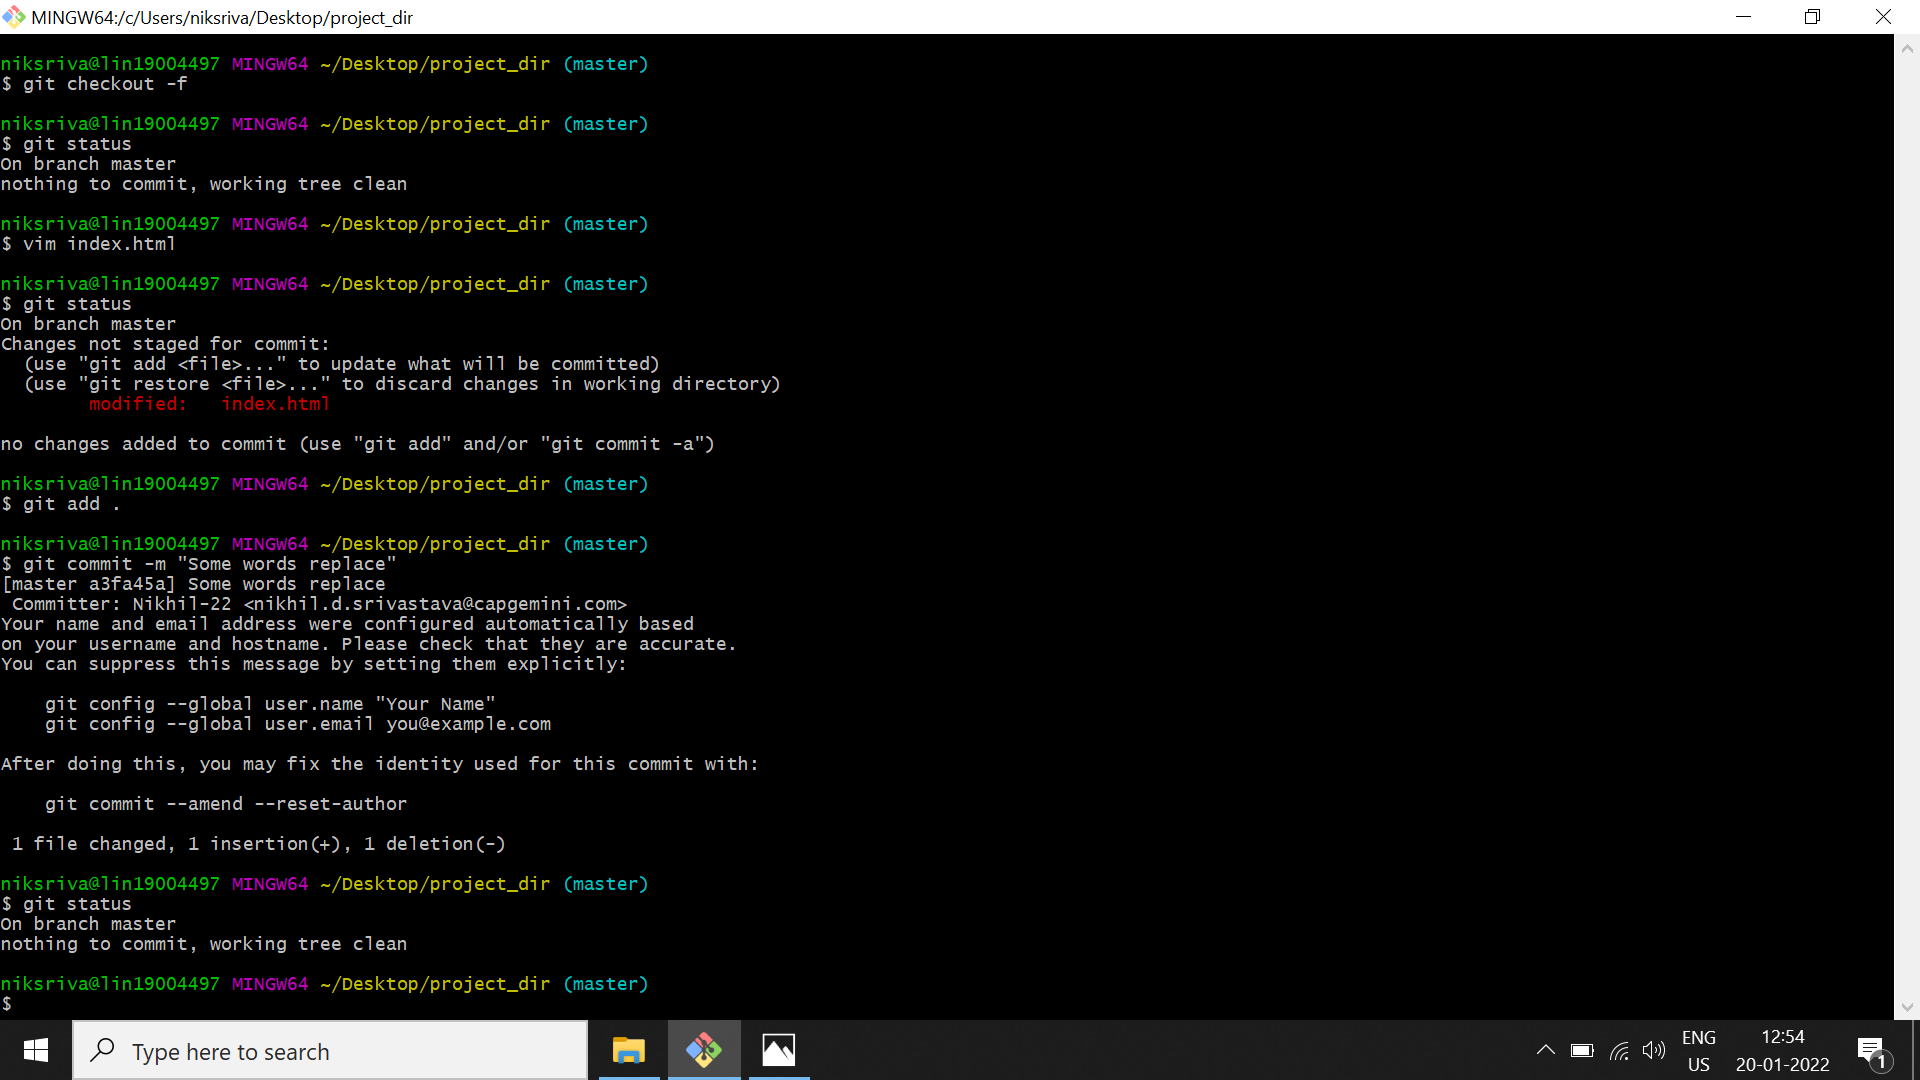 MINGW64:/c/Users/niksriva/Desktop/project_dir
niksriva@lin19004497 MINGW64 ~/Desktop/project_dir (master)
$ git checkout -f
niksriva@lin19004497 MINGW64 ~/Desktop/project_dir (master)
$ git status
On branch master
nothing to commit, working tree clean
niksriva@lin19004497 MINGW64 ~/Desktop/project_dir (master)
$ vim index.html
niksriva@lin19004497 MINGW64 ~/Desktop/project_dir (master)
$ git status
On branch master
Changes not staged for commit:
  (use "git add <file>..." to update what will be committed)
  (use "git restore <file>..." to discard changes in working directory)
        modified:   index.html
no changes added to commit (use "git add" and/or "git commit -a")
niksriva@lin19004497 MINGW64 ~/Desktop/project_dir (master)
$ git add .
niksriva@lin19004497 MINGW64 ~/Desktop/project_dir (master)
$ git commit -m "Some words replace"
[master a3fa45a] Some words replace
 Committer: Nikhil-22 <nikhil.d.srivastava@capgemini.com>
Your name and email address were configured automatically based
on your username and hostname. Please check that they are accurate.
You can suppress this message by setting them explicitly:
    git config --global user.name "Your Name"
    git config --global user.email you@example.com
After doing this, you may fix the identity used for this commit with:
    git commit --amend --reset-author
 1 file changed, 1 insertion(+), 1 deletion(-)
niksriva@lin19004497 MINGW64 ~/Desktop/project_dir (master)
$ git status
On branch master
nothing to commit, working tree clean
niksriva@lin19004497 MINGW64 ~/Desktop/project_dir (master)
$
Type here to search
ENG
US
12:54
20-01-2022
1